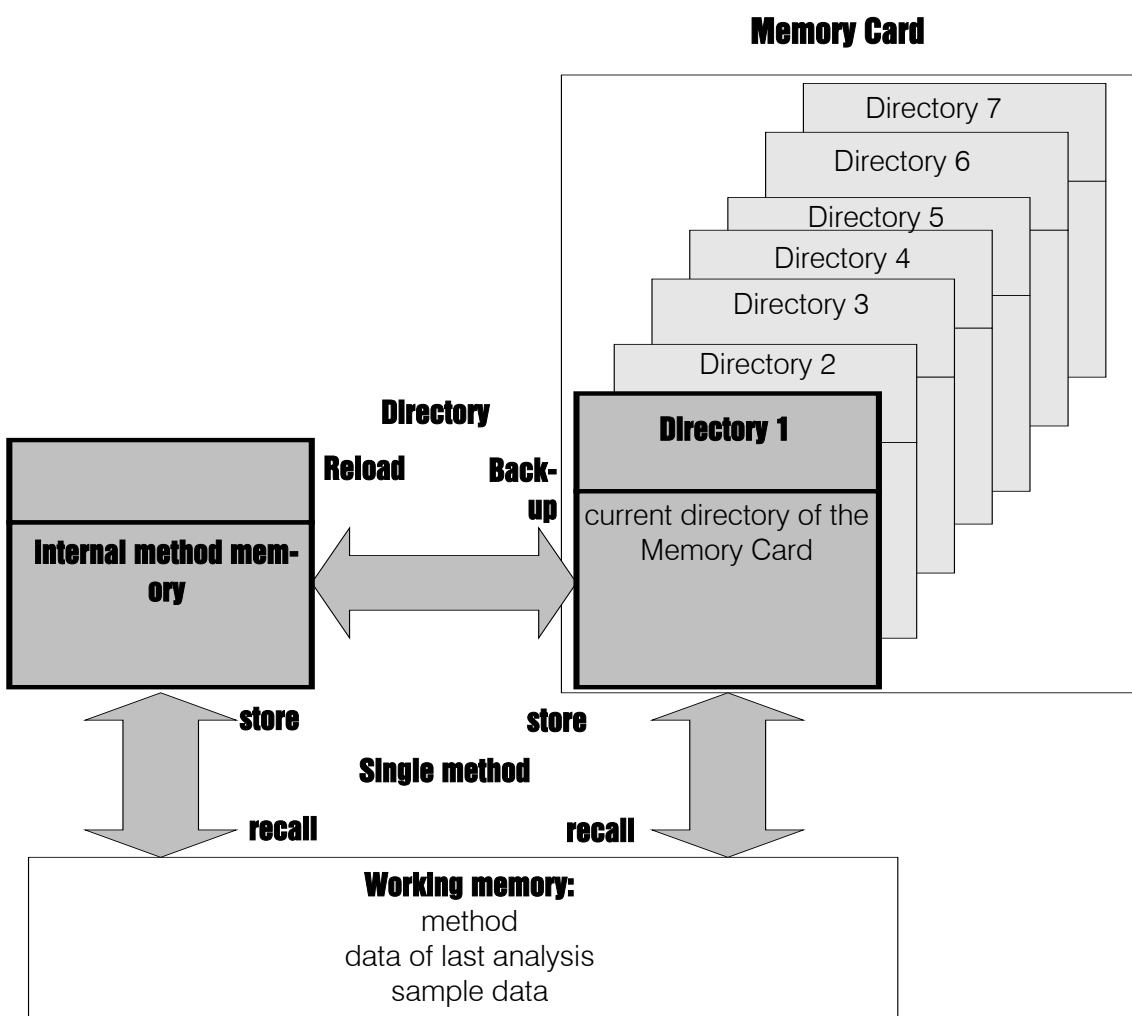 Memory Card
Directory 7
Directory 6
Directory 5
Directory 4
Directory 3
Directory 2
Directory
Directory 1
Reload
Back-
up
current directory of the
Memory Card
Internal method mem-
ory
store
store
Single method
recall
recall
Working memory:
method
data of last analysis
sample data